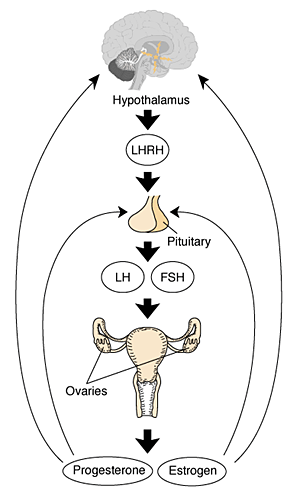 Hypothalamus
LHRH
Pituitary
LH FSH
Ovaries
Progesterone Estrogen